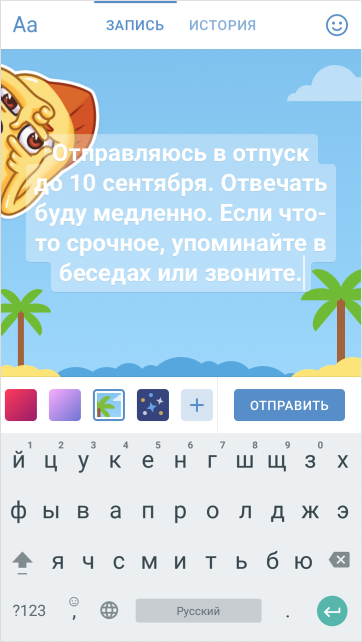 Aa ЗАПИСЬ ИСТОРИЯ
Отправляюсь в отпуск
до 10 сентября. Отвечать
буду медленно. Если что-
то срочное, упоминайте в
беседах или звоните.
ОТПРАВИТЬ
1 2 3 4 5 6 7 8 9 0
й ц у к е н г ш щ з х
ф ы в а п р о л д ж э
я ч с м и т ь б ю
?123 , Русский .